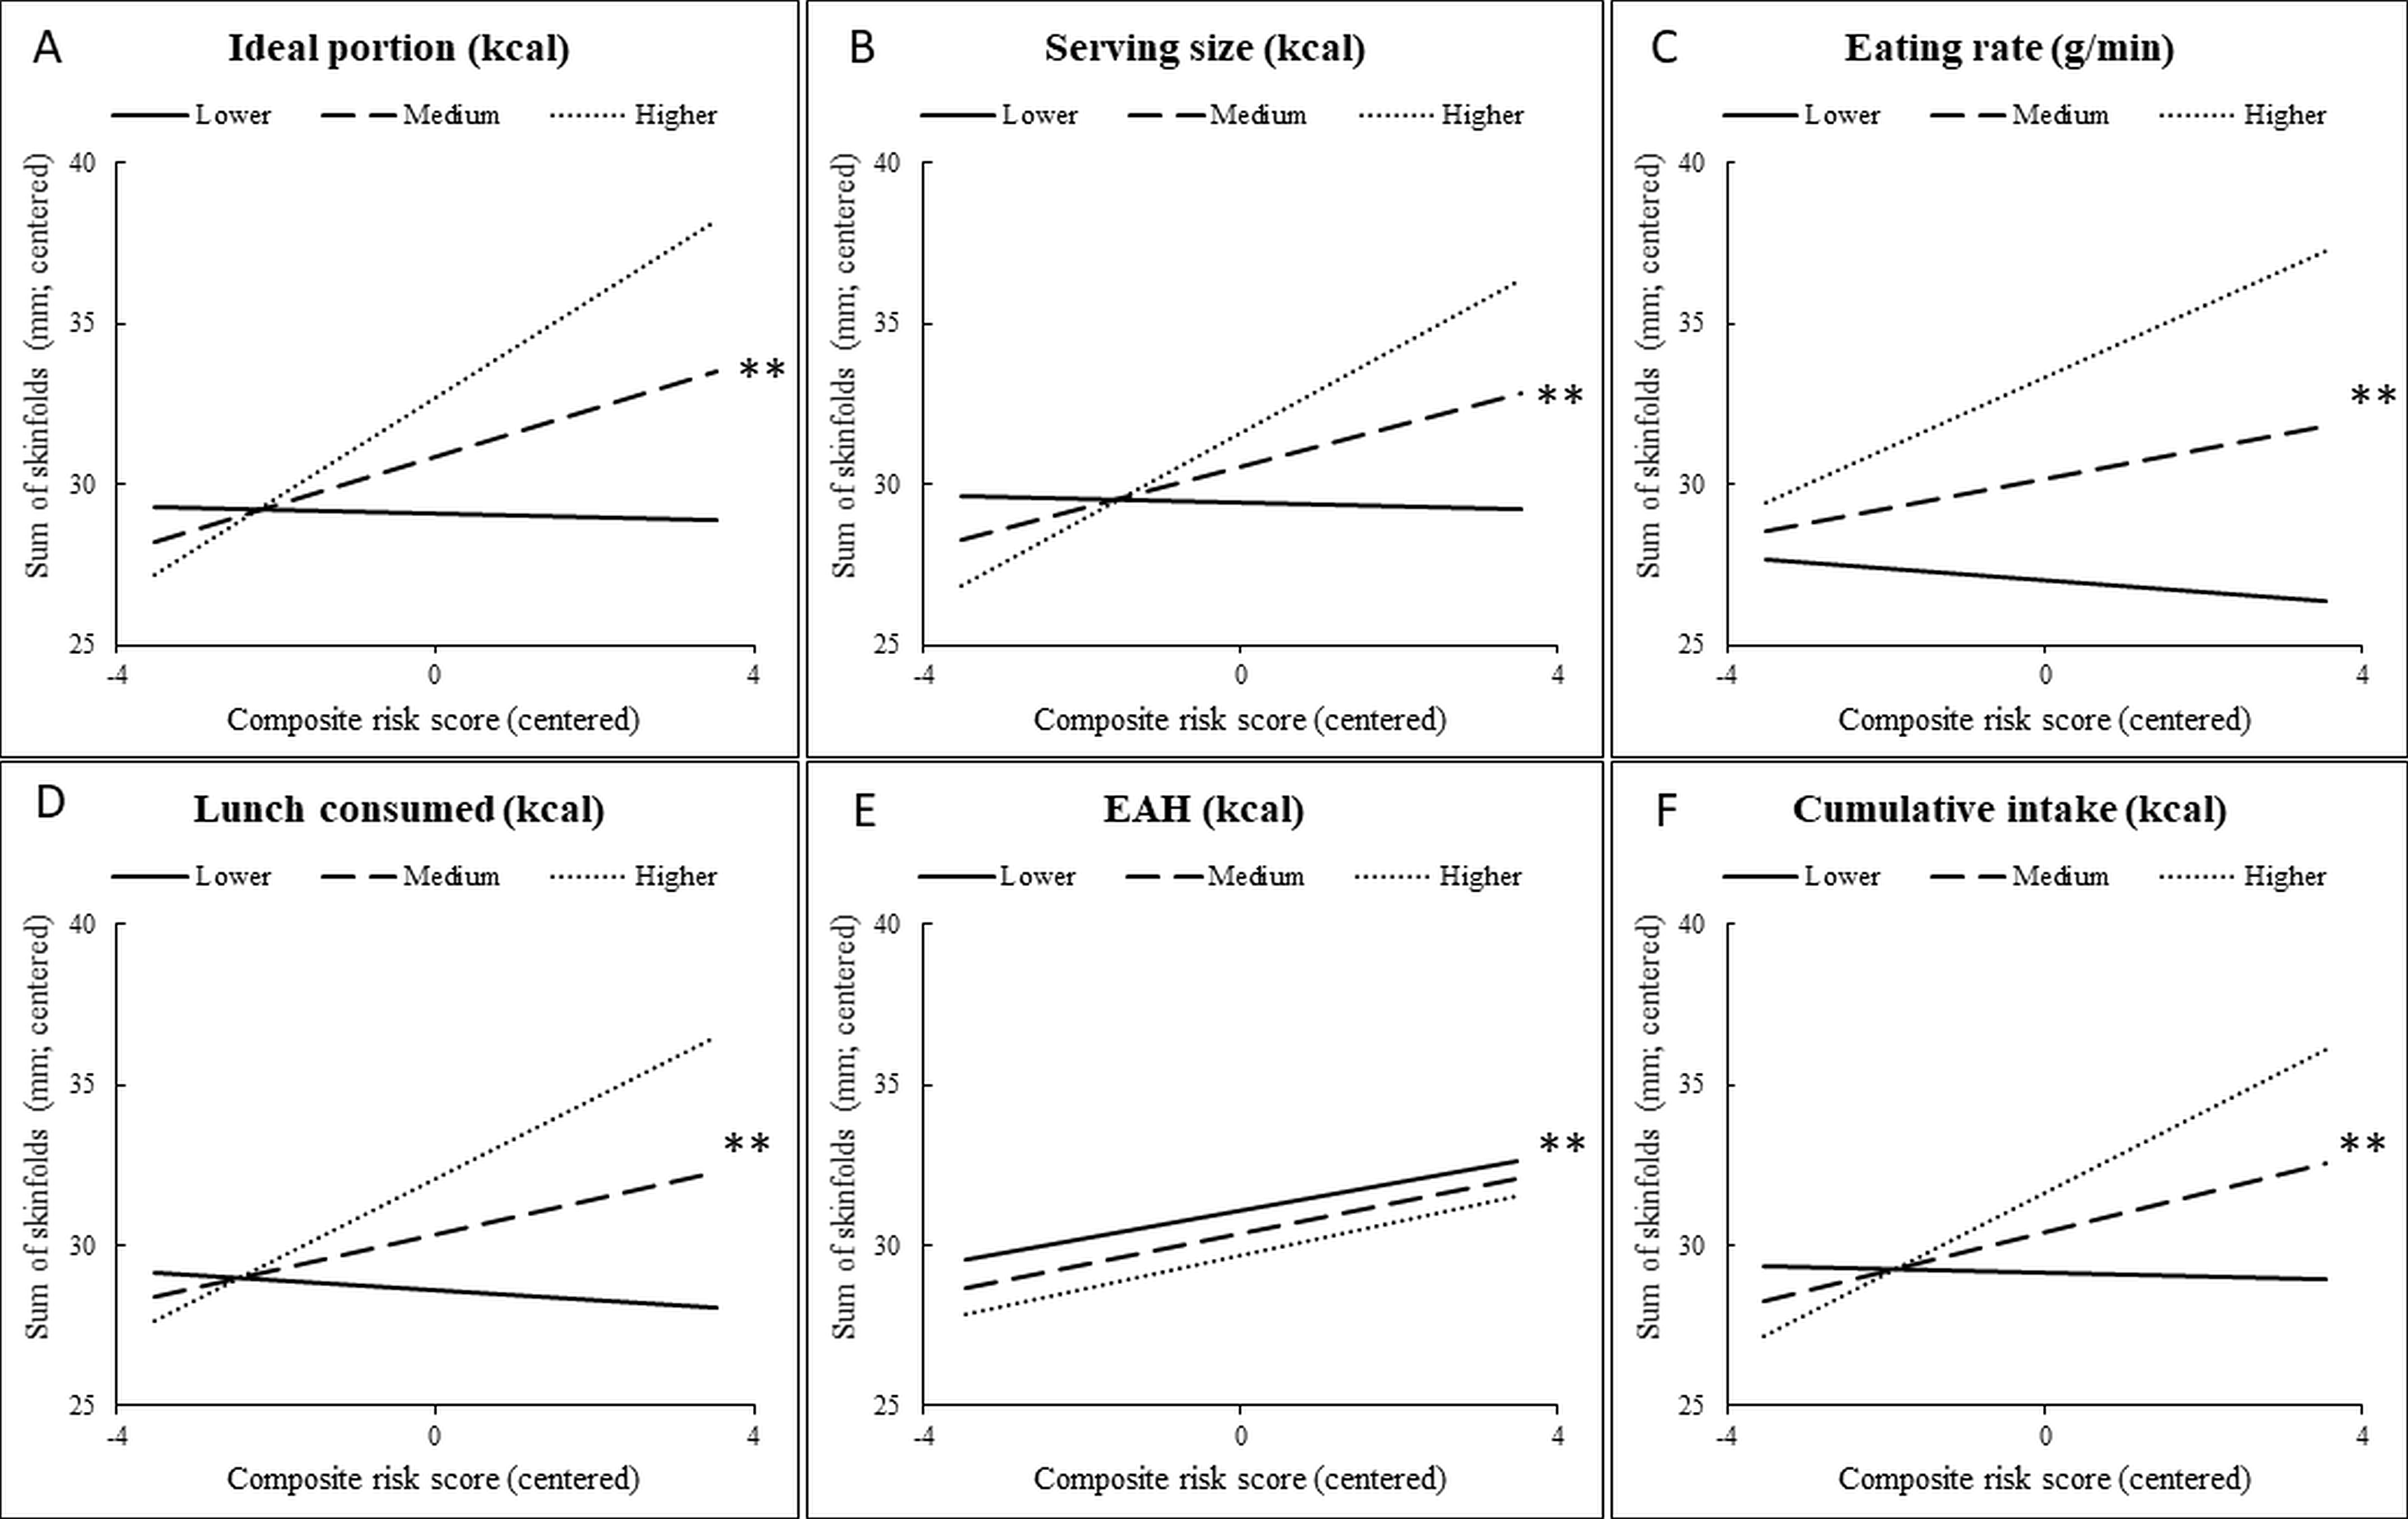 A Ideal portion (kcal)
Lower Medium Higher
Sum of skinfolds (mm; centered)
40
35
30
25
**
-4 0 4
Composite risk score (centered)
B Serving size (kcal)
Lower Medium Higher
Sum of skinfolds (mm; centered)
40
35
30
25
**
-4 0 4
Composite risk score (centered)
C Eating rate (g/min)
Lower Medium Higher
Sum of skinfolds (mm; centered)
40
35
30
25
**
-4 0 4
Composite risk score (centered)
D Lunch consumed (kcal)
Lower Medium Higher
Sum of skinfolds (mm; centered)
40
35
30
25
**
-4 0 4
Composite risk score (centered)
E EAH (kcal)
Lower Medium Higher
Sum of skinfolds (mm; centered)
40
35
30
25
**
-4 0 4
Composite risk score (centered)
F Cumulative intake (kcal)
Lower Medium Higher
Sum of skinfolds (mm; centered)
40
35
30
25
**
-4 0 4
Composite risk score (centered)